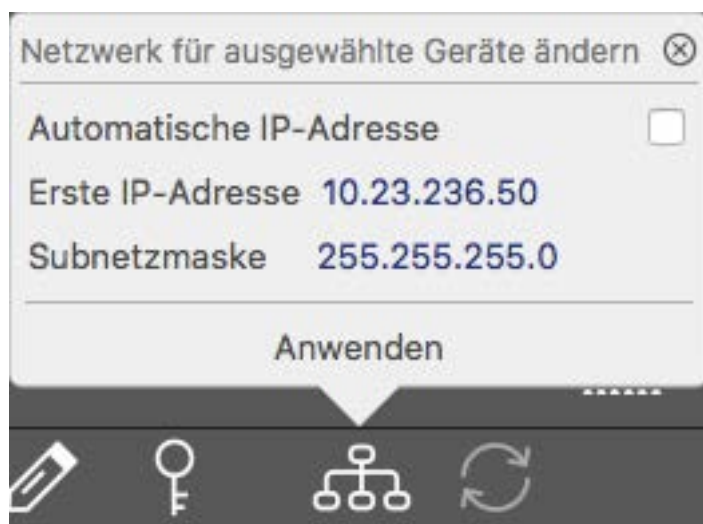 Netzwerk für ausgewählte Geräte ändern
Automatische IP-Adresse
Erste IP-Adresse 10.23.236.50
Subnetzmaske 255.255.255.0
Anwenden